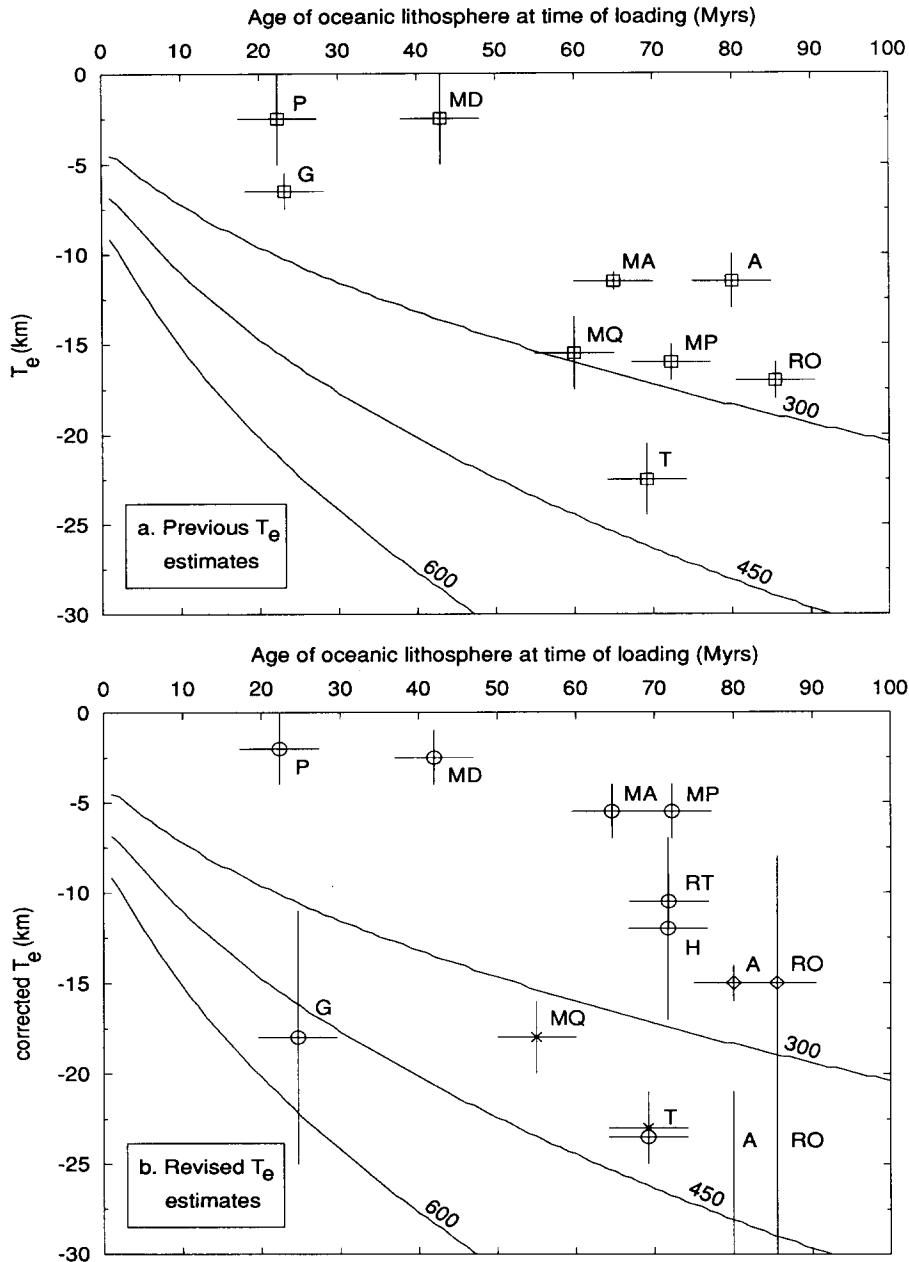 Age of oceanic lithosphere at time of loading (Myrs)
0 10 20 30 40 50 60 70 80 90 100
0
-5
-10
-15
-20
-25
-30
T_e (km)
P
MD
G
MA
A
MQ
MP
RO
300
T
450
600
a. Previous T_e
estimates
Age of oceanic lithosphere at time of loading (Myrs)
0 10 20 30 40 50 60 70 80 90 100
0
-5
-10
-15
-20
-25
-30
corrected T_e (km)
P
MD
MA
MP
RT
H
A
RO
G
MQ
300
T
A
RO
450
600
b. Revised T_e
estimates